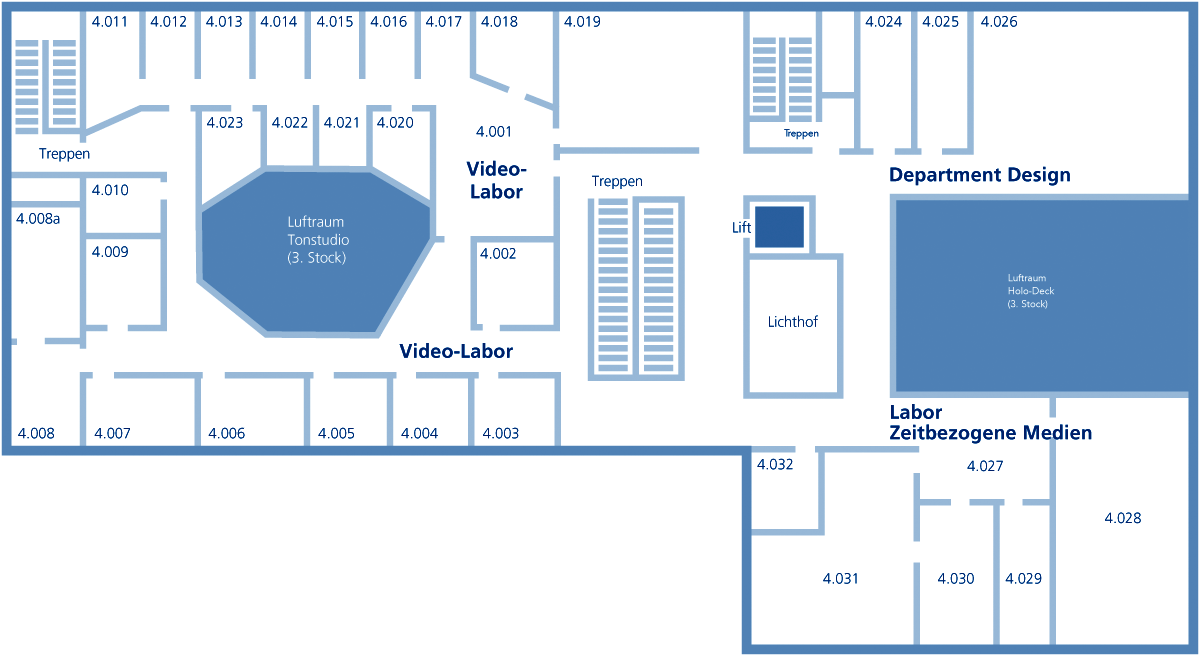 4.011
4.012
4.013
4.014
4.015
4.016
4.017
4.018
4.019
4.024
4.025
4.026
4.023
4.022
4.021
4.020
4.001
Treppen
Treppen
Video-
Labor
Department Design
Treppen
4.010
4.008a
4.009
Luftraum
Tonstudio
(3. Stock)
4.002
Lift
Luftraum
Holo-Deck
(3. Stock)
Lichthof
Video-Labor
Labor
Zeitbezogene Medien
4.008
4.007
4.006
4.005
4.004
4.003
4.032
4.027
4.028
4.031
4.030
4.029